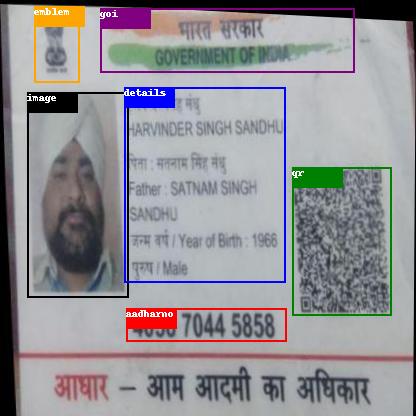 emblem
goi
भारत सरकार
GOVERNMENT OF INDIA
image
details
सिंह संधु
HARVINDER SINGH SANDHU
पिता : सतनाम सिंह संधु
Father : SATNAM SINGH
SANDHU
जन्म वर्ष / Year of Birth : 1966
पुरुष / Male
qr
aadharno
7044 5858
आधार – आम आदमी का अधिकार